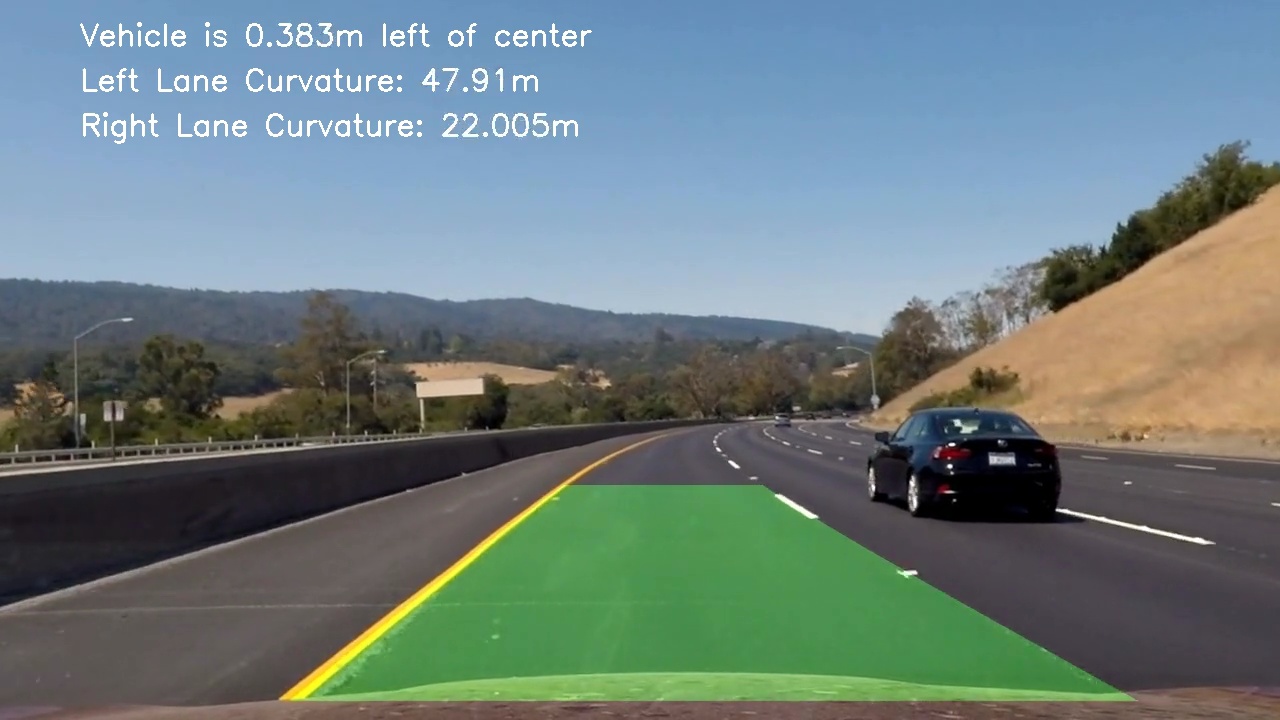 Vehicle is 0.383m left of center
Left Lane Curvature: 47.91m
Right Lane Curvature: 22.005m